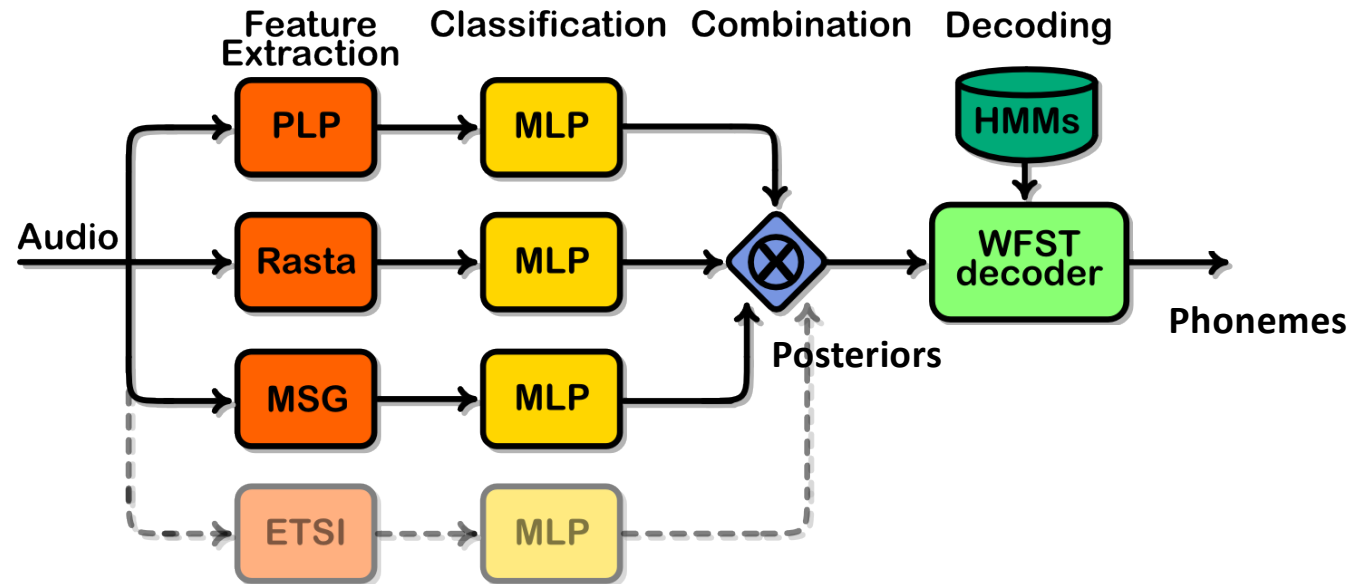 Feature
Extraction
Classification
Combination
Decoding
PLP
MLP
HMMs
Audio
Rasta
MLP
WFST
decoder
Phonemes
Posteriors
MSG
MLP
ETSI
MLP